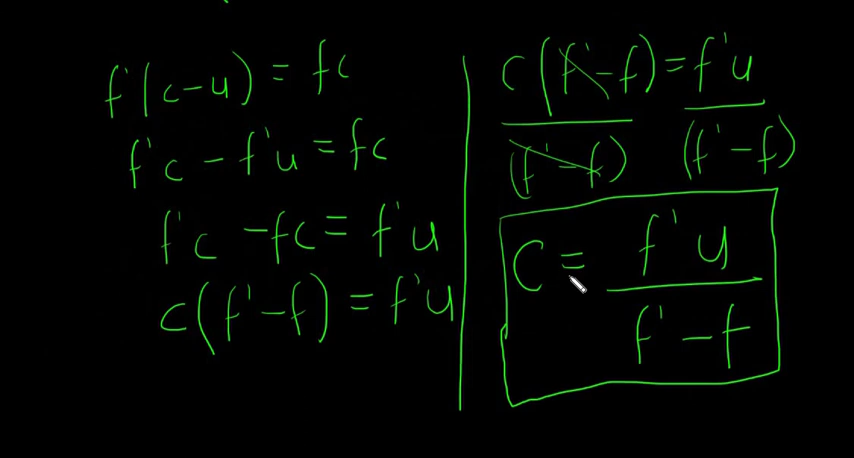 f'(c-u) = fc
f'c - f'u = fc
f'c - fc = f'u
c(f'-f) = f'u
c(f'-f) = f'u
(f'-f) (f'-f)
c = f'u
f'-f